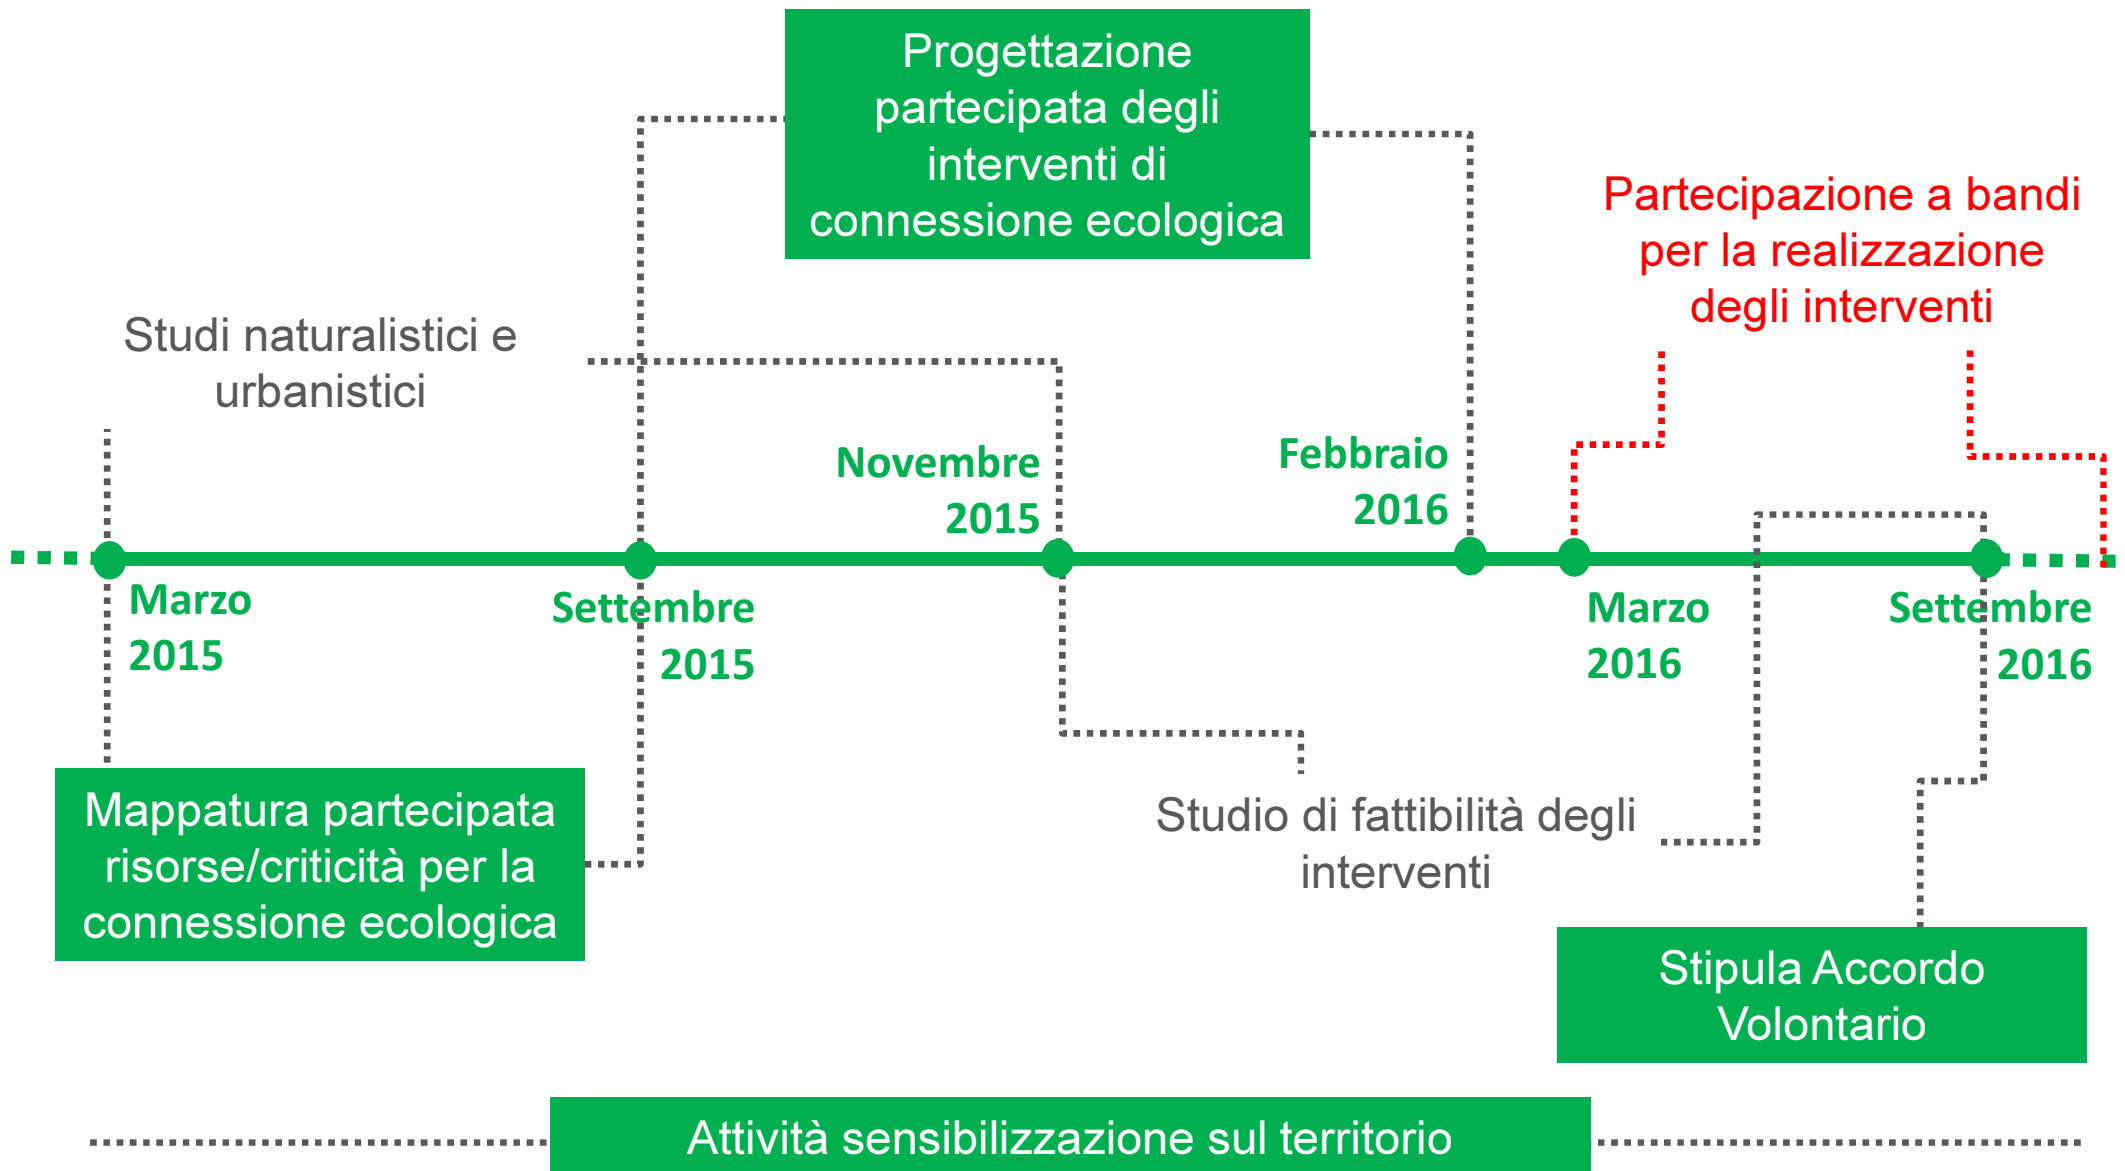 Progettazione
partecipata degli
interventi di
connessione ecologica
Partecipazione a bandi
per la realizzazione
degli interventi
Studi naturalistici e
urbanistici
Novembre
2015
Febbraio
2016
Marzo
2015
Settembre
2015
Marzo
2016
Settembre
2016
Mappatura partecipata
risorse/criticità per la
connessione ecologica
Studio di fattibilità degli
interventi
Stipula Accordo
Volontario
Attività sensibilizzazione sul territorio